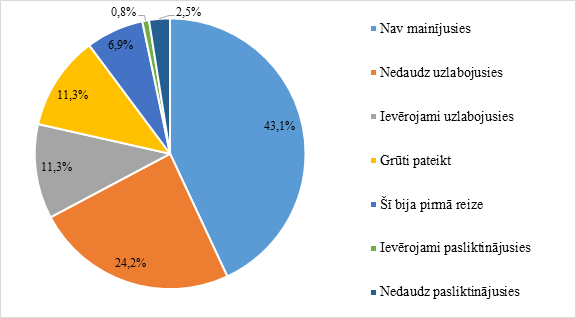 0,8%
2,5%
6,9%
11,3%
11,3%
24,2%
43,1%
Nav mainījusies
Nedaudz uzlabojusies
Ievērojami uzlabojusies
Grūti pateikt
Šī bija pirmā reize
Ievērojami pasliktinājusies
Nedaudz pasliktinājusies